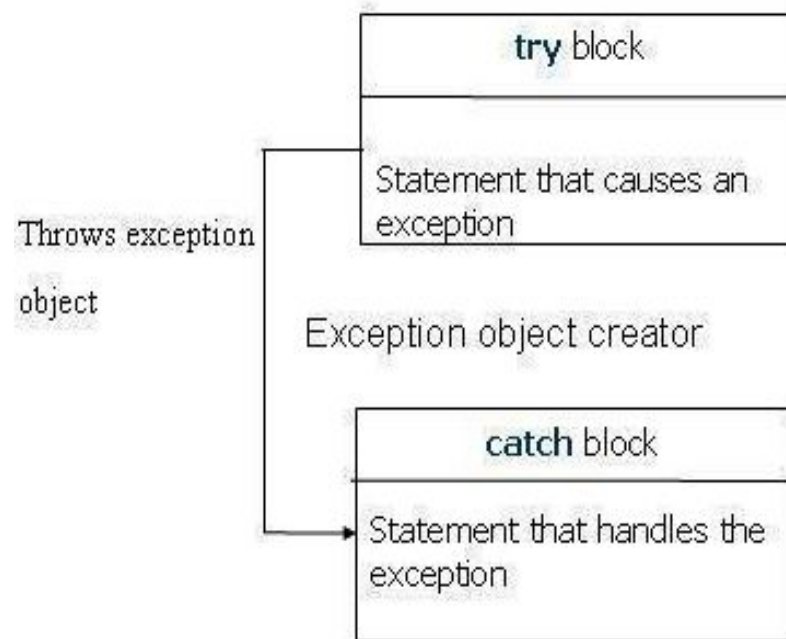 try block
Statement that causes an
exception
Throws exception
object
Exception object creator
catch block
Statement that handles the
exception